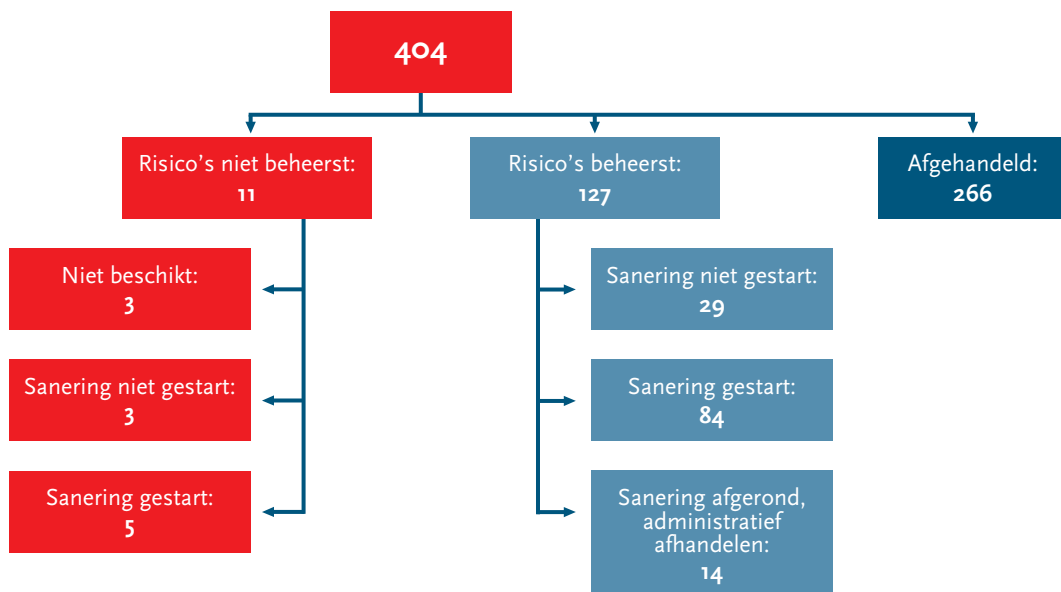 404
Risico’s niet beheerst:
11
Risico’s beheerst:
127
Afgehandeld:
266
Niet beschikt:
3
Sanering niet gestart:
3
Sanering gestart:
5
Sanering niet gestart:
29
Sanering gestart:
84
Sanering afgerond,
administratief
afhandelen:
14